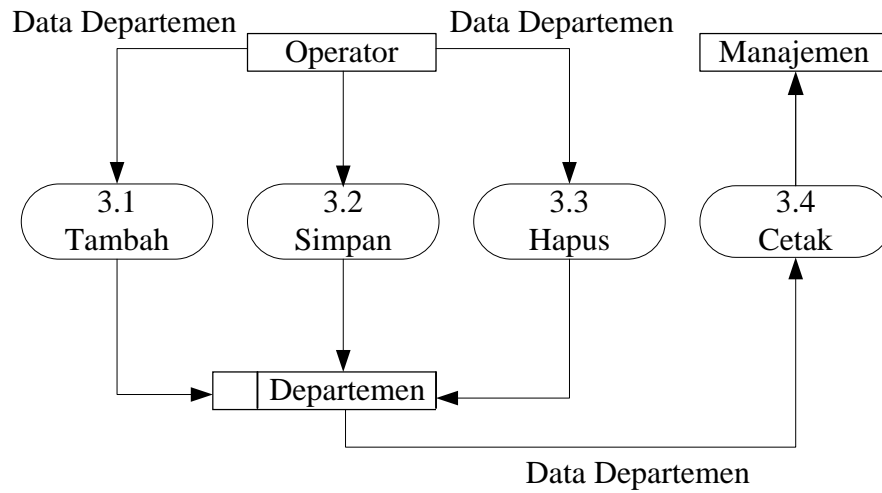 Data Departemen
Operator
Data Departemen
Manajemen
3.1
Tambah
3.2
Simpan
3.3
Hapus
3.4
Cetak
Departemen
Data Departemen